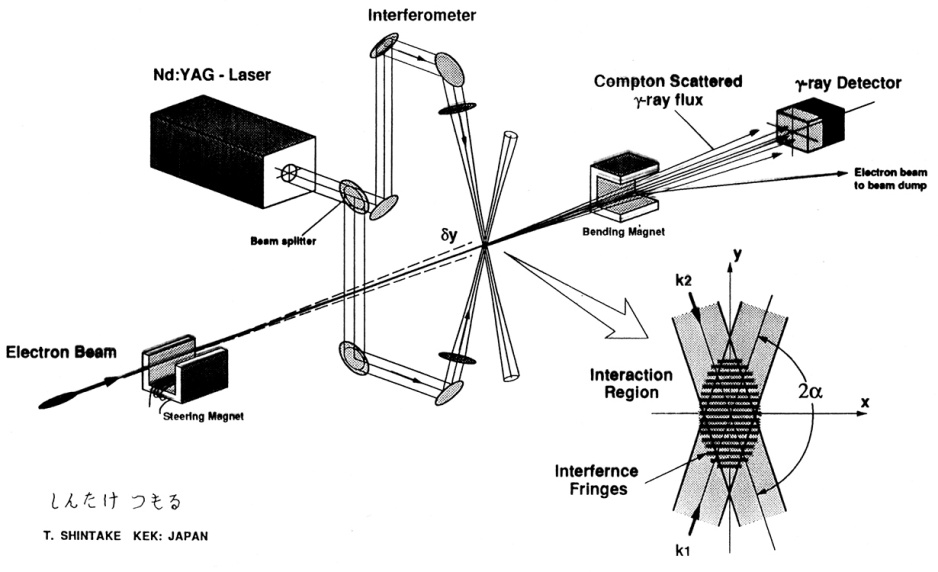 Interferometer
Nd:YAG - Laser
Compton Scattered
γ-ray flux
γ-ray Detector
Electron beam
to beam dump
Bending Magnet
Beam splitter
δy
Electron Beam
Steering Magnet
y
k2
Interaction
Region
2α
x
Interfernce
Fringes
k1
しんたけ つもる
T. SHINTAKE KEK: JAPAN